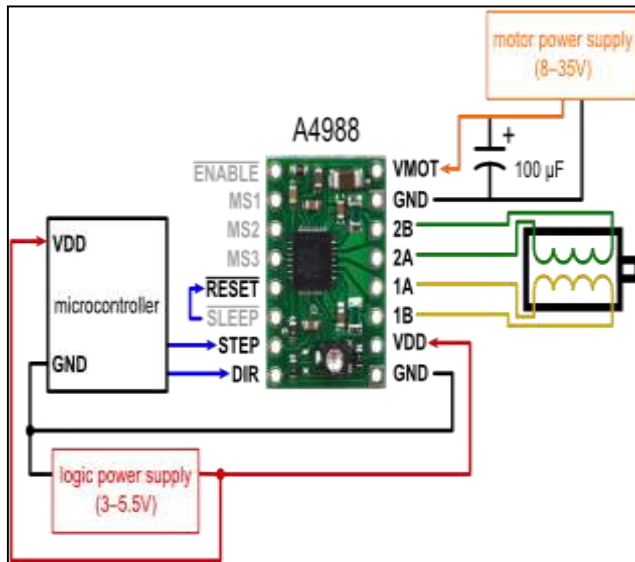 motor power supply
(8–35V)
A4988
+
100 µF
ENABLE
MS1
MS2
MS3
RESET
SLEEP
STEP
DIR
VMOT
GND
2B
2A
1A
1B
VDD
GND
VDD
microcontroller
GND
logic power supply
(3–5.5V)